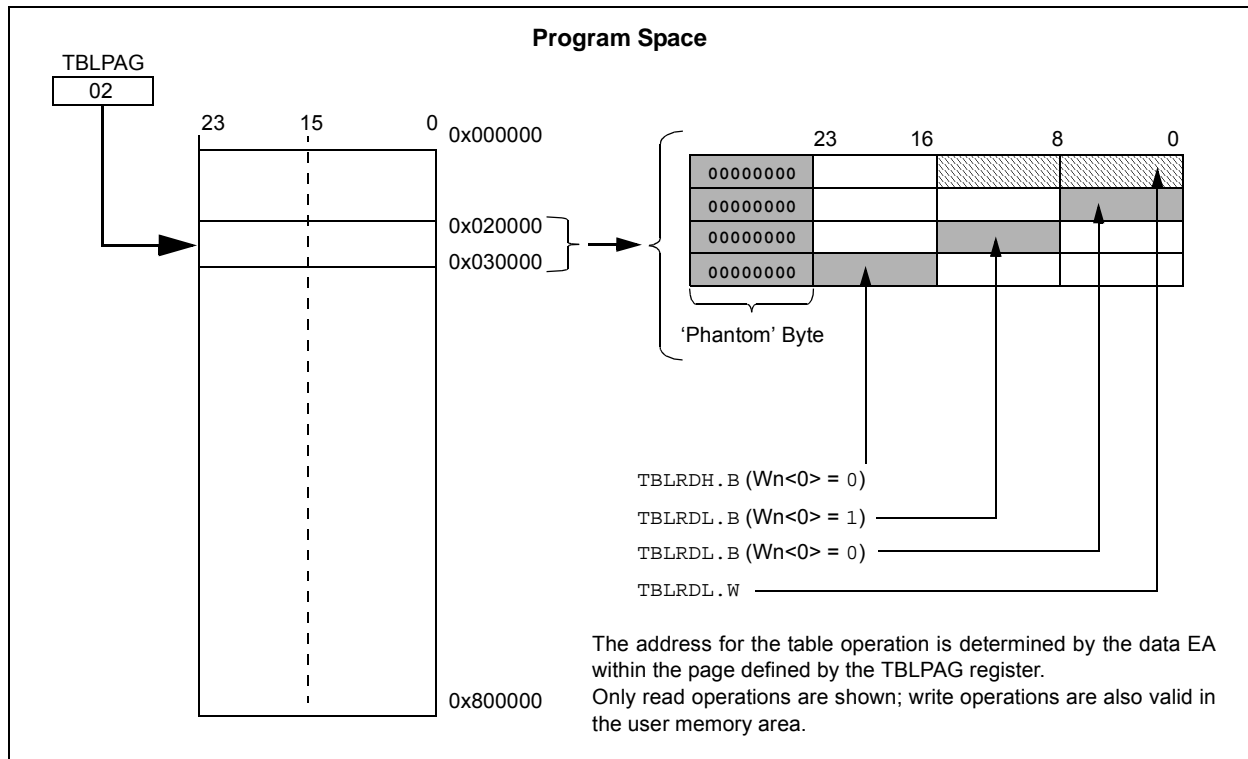 Program Space
TBLPAG
02
23 15 0
0x000000
0x020000
0x030000
0x800000
23 16 8 0
00000000
00000000
00000000
00000000
‘Phantom’ Byte
TBLRDH.B (Wn<0> = 0)
TBLRDL.B (Wn<0> = 1)
TBLRDL.B (Wn<0> = 0)
TBLRDL.W
The address for the table operation is determined by the data EA
within the page defined by the TBLPAG register.
Only read operations are shown; write operations are also valid in
the user memory area.